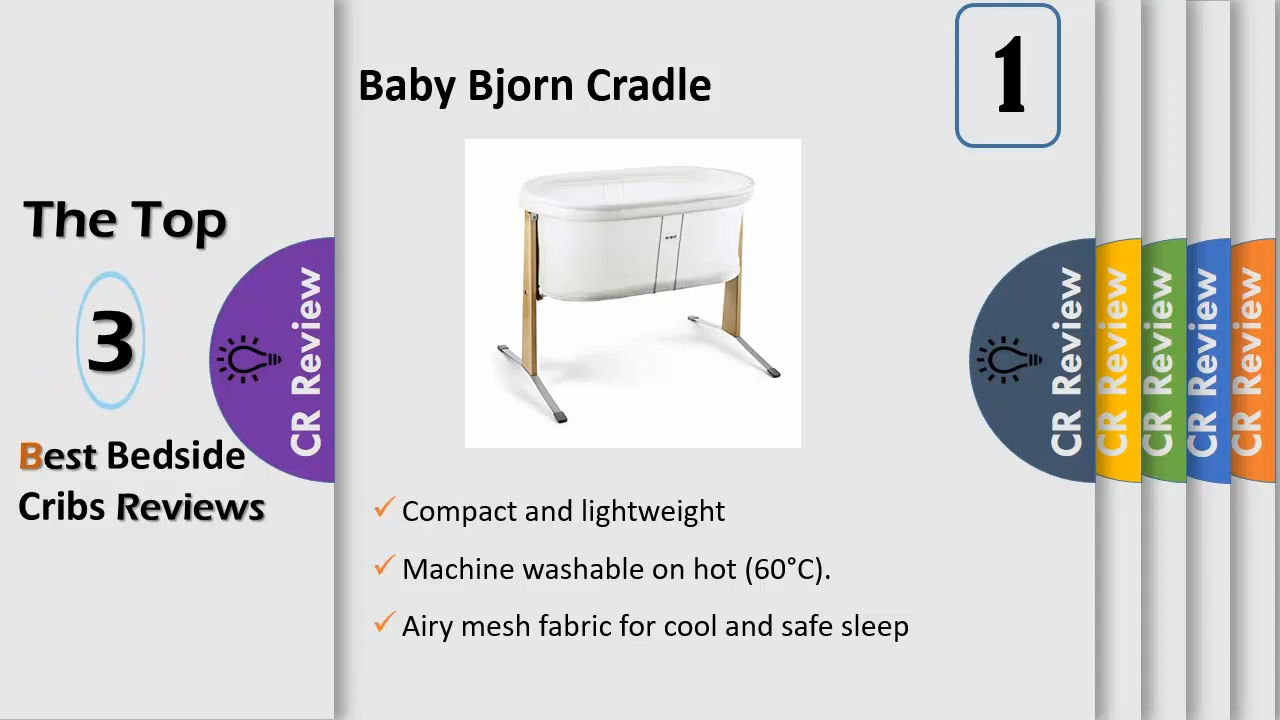 The Top
3
Best Bedside
Cribs Reviews
CR Review
Baby Bjorn Cradle
1
Compact and lightweight
Machine washable on hot (60°C).
Airy mesh fabric for cool and safe sleep
CR Review
CR Review
CR Review
CR Review
CR Review